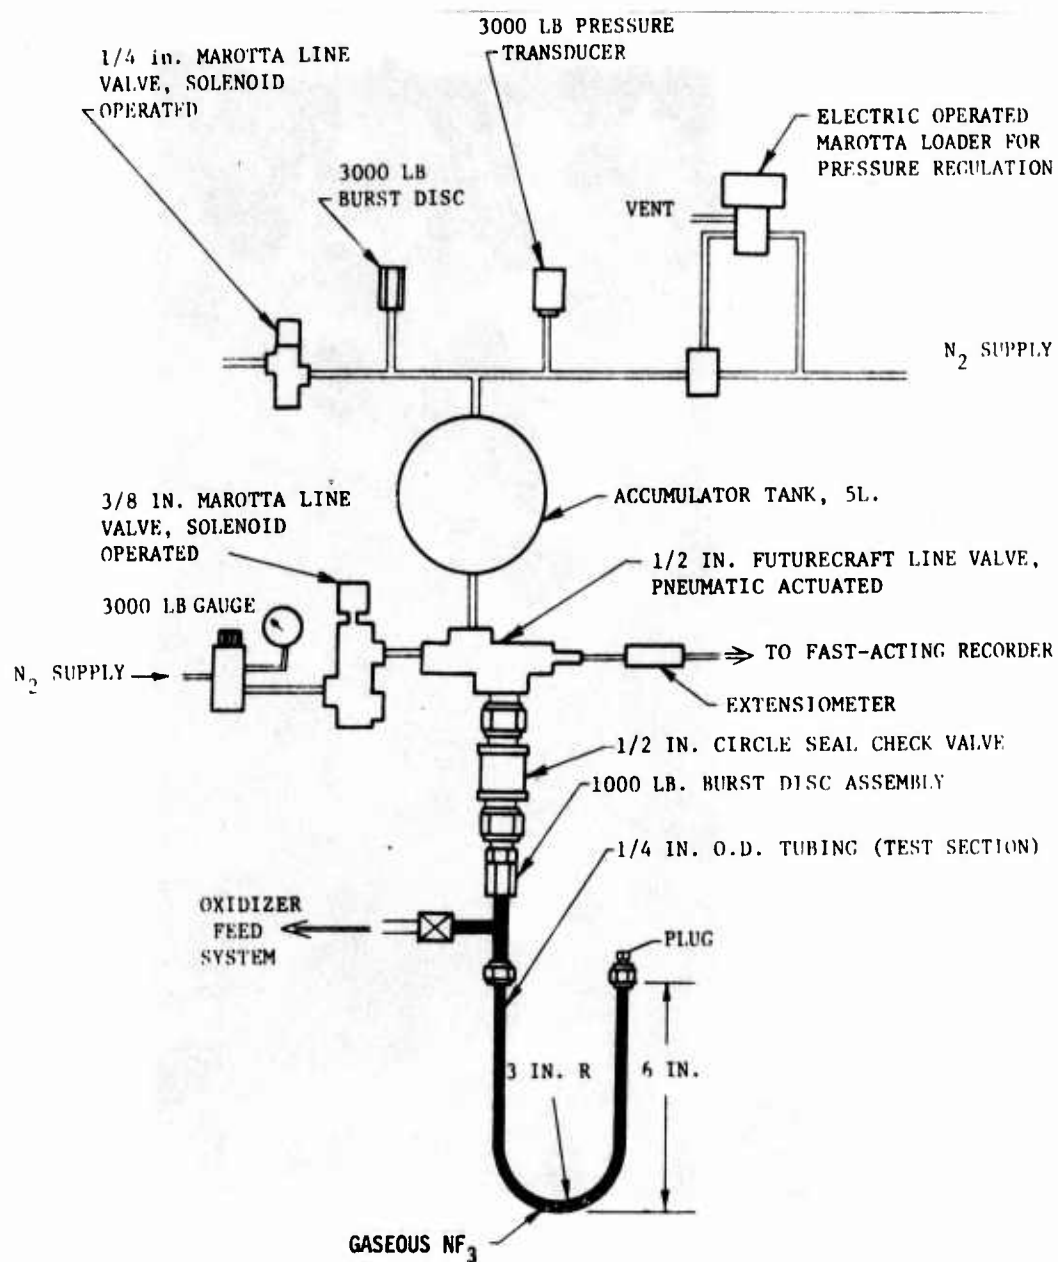 3000 LB PRESSURE
TRANSDUCER
1/4 in. MAROTTA LINE
VALVE, SOLENOID
OPERATED
ELECTRIC OPERATED
MAROTTA LOADER FOR
PRESSURE REGULATION
3000 LB
BURST DISC
VENT
N2 SUPPLY
3/8 IN. MAROTTA LINE
VALVE, SOLENOID
OPERATED
ACCUMULATOR TANK, 5L.
1/2 IN. FUTURECRAFT LINE VALVE,
PNEUMATIC ACTUATED
3000 LB GAUGE
N2 SUPPLY
TO FAST-ACTING RECORDER
EXTENSIOMETER
1/2 IN. CIRCLE SEAL CHECK VALVE
1000 LB. BURST DISC ASSEMBLY
1/4 IN. O.D. TUBING (TEST SECTION)
OXIDIZER
FEED
SYSTEM
PLUG
3 IN. R
6 IN.
GASEOUS NF3